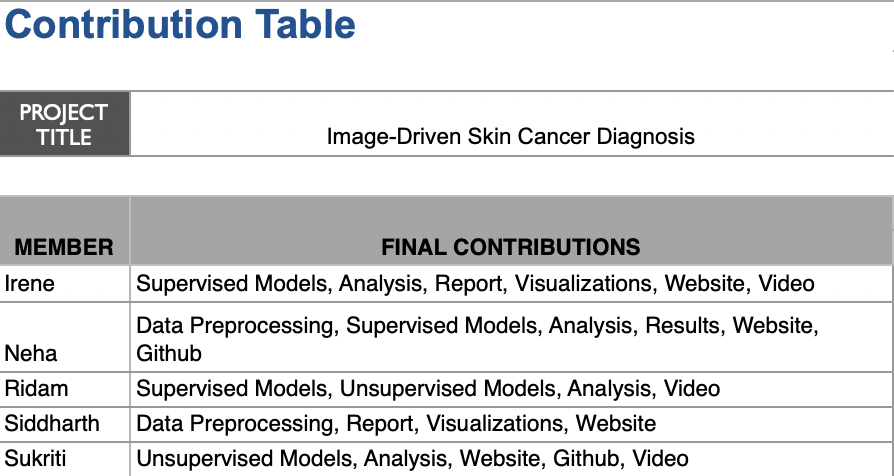 Contribution Table
PROJECT
TITLE
Image-Driven Skin Cancer Diagnosis
MEMBER
FINAL CONTRIBUTIONS
Irene
Supervised Models, Analysis, Report, Visualizations, Website, Video
Neha
Data Preprocessing, Supervised Models, Analysis, Results, Website,
Github
Ridam
Supervised Models, Unsupervised Models, Analysis, Video
Siddharth
Data Preprocessing, Report, Visualizations, Website
Sukriti
Unsupervised Models, Analysis, Website, Github, Video